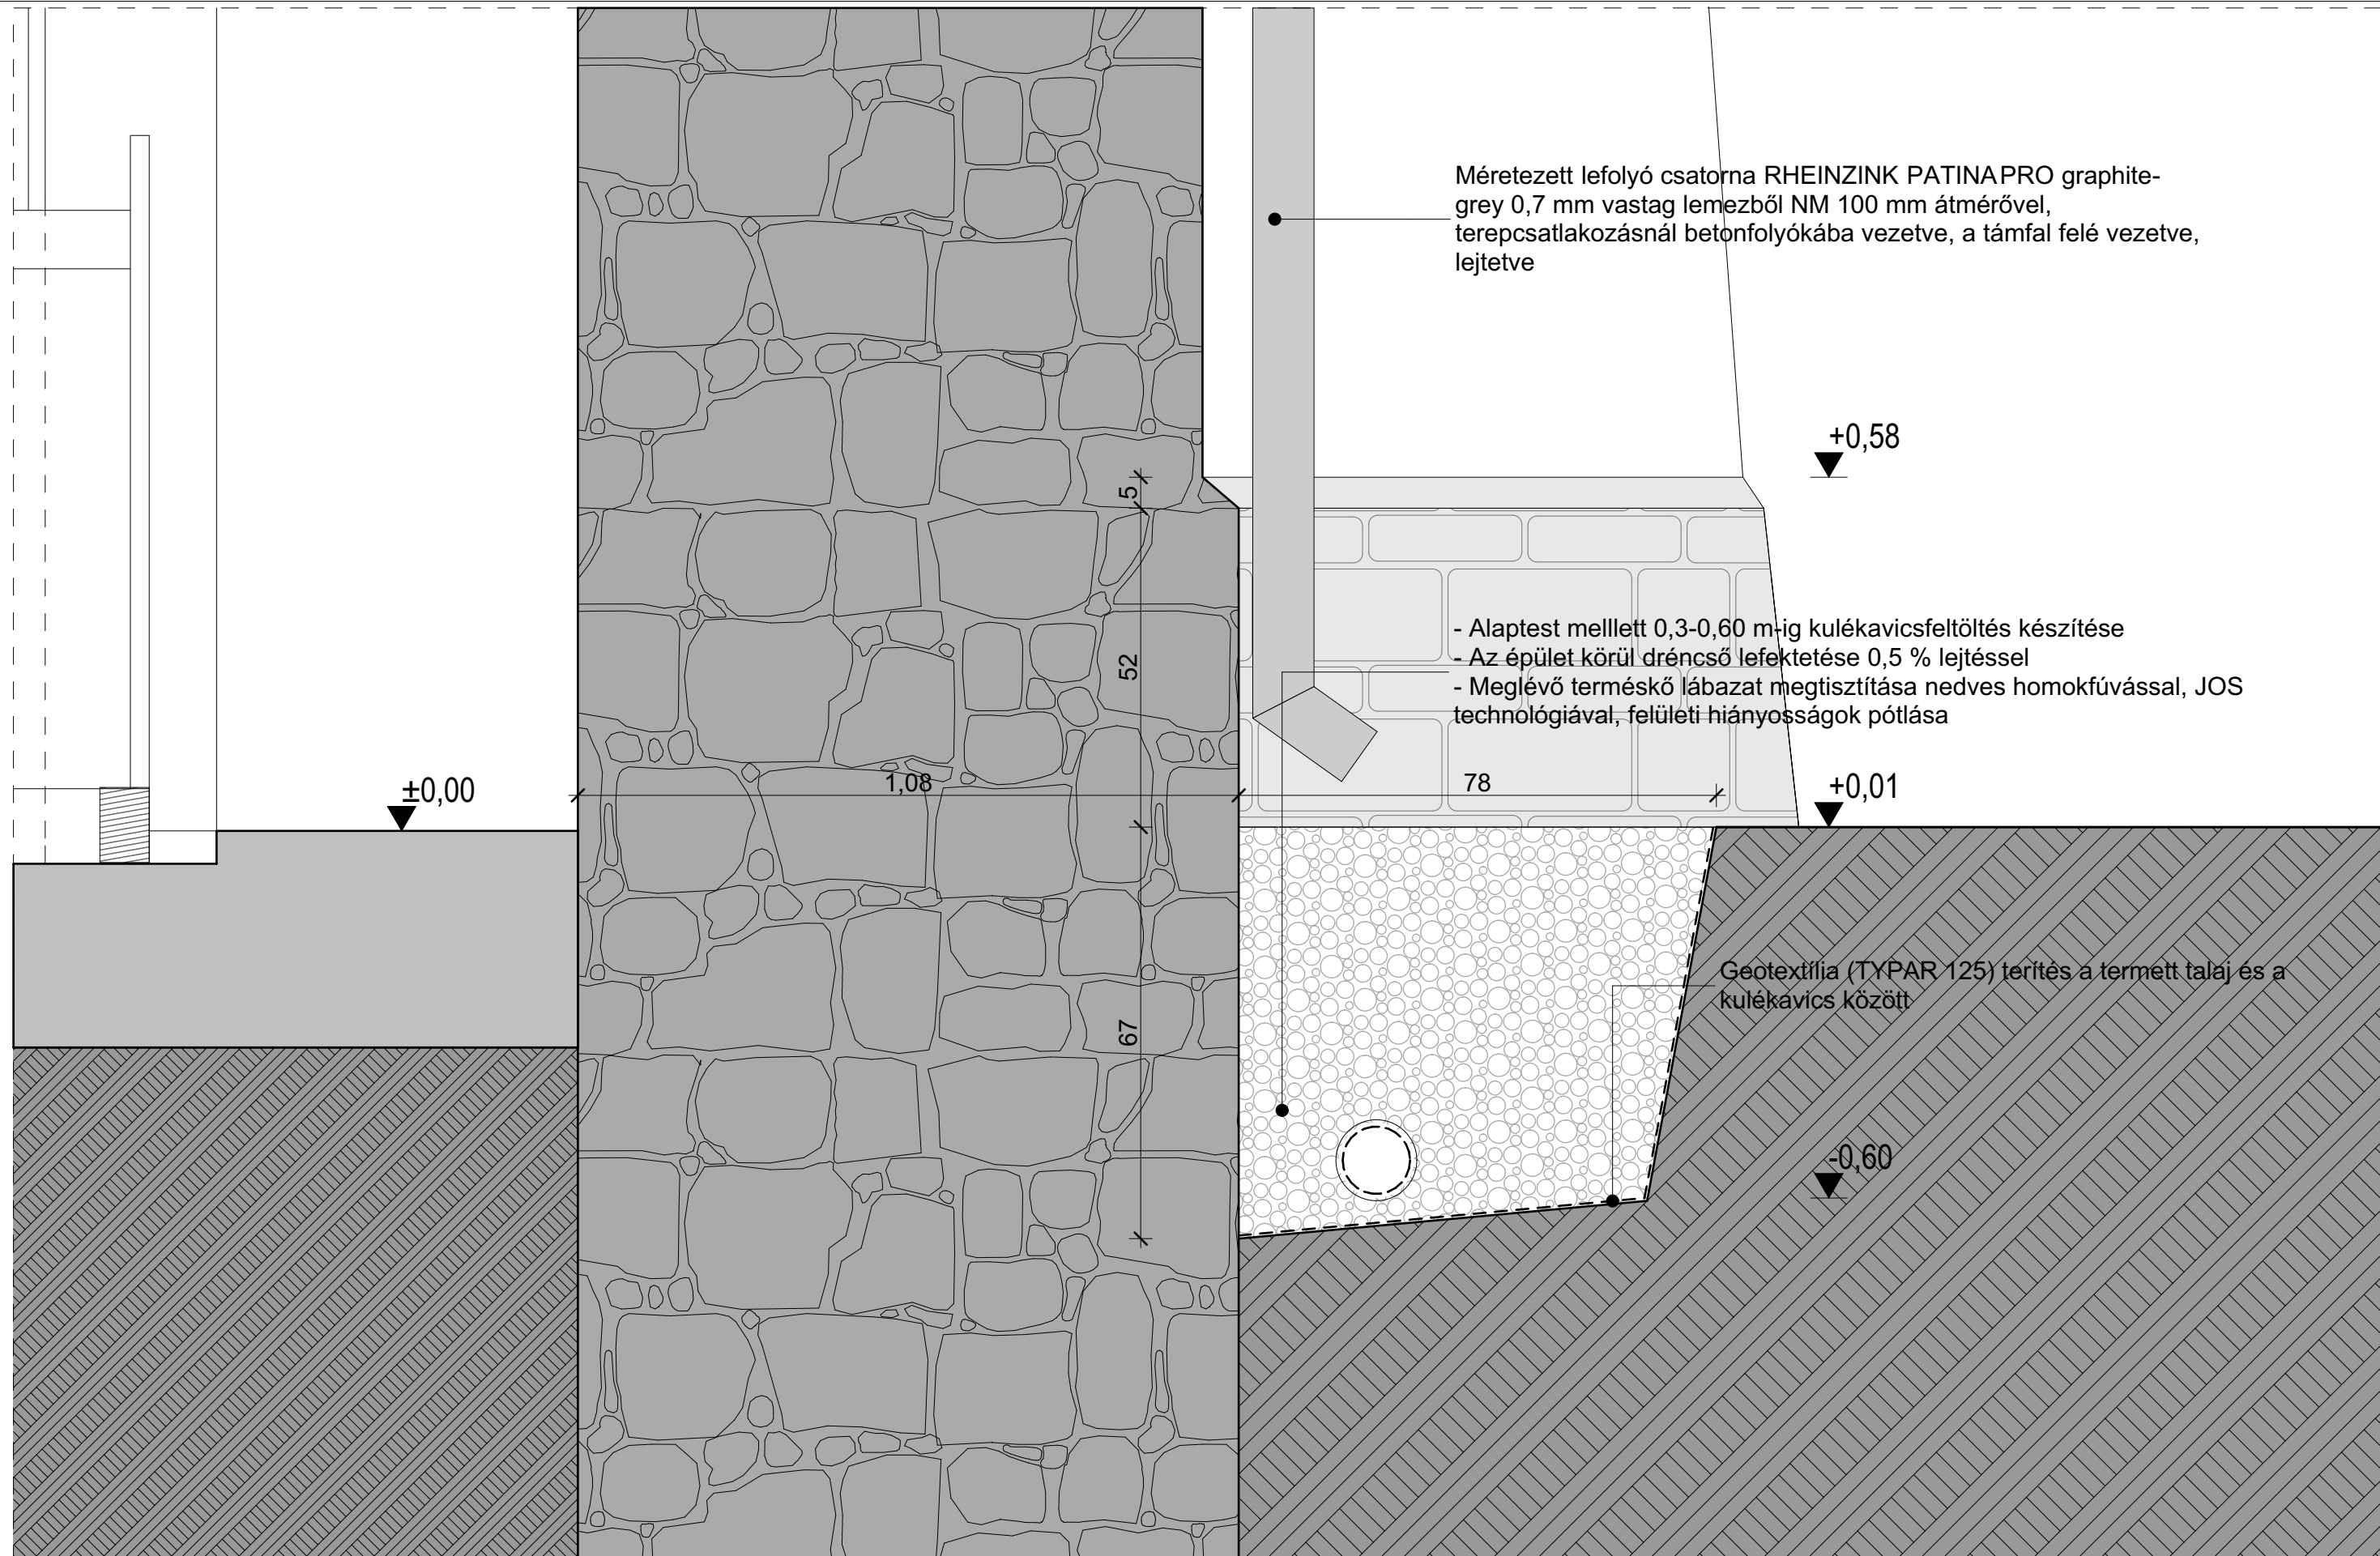 Méretezett lefolyó csatorna RHEINZINK PATINAPRO graphite-
grey 0,7 mm vastag lemezből NM 100 mm átmérővel,
terepcsatlakozásnál betonfolyókába vezetve, a támfal felé vezetve,
lejtetve
+0,58
5
- Alaptest melllett 0,3-0,60 m-ig kulékavicsfeltöltés készítése
- Az épület körül dréncső lefektetése 0,5 % lejtéssel
- Meglévő terméskő lábazat megtisztítása nedves homokfúvással, JOS
technológiával, felületi hiányosságok pótlása
52
±0,00
1,08
78
+0,01
Geotextília (TYPAR 125) terítés a termett talaj és a
kulékavics között
67
-0,60